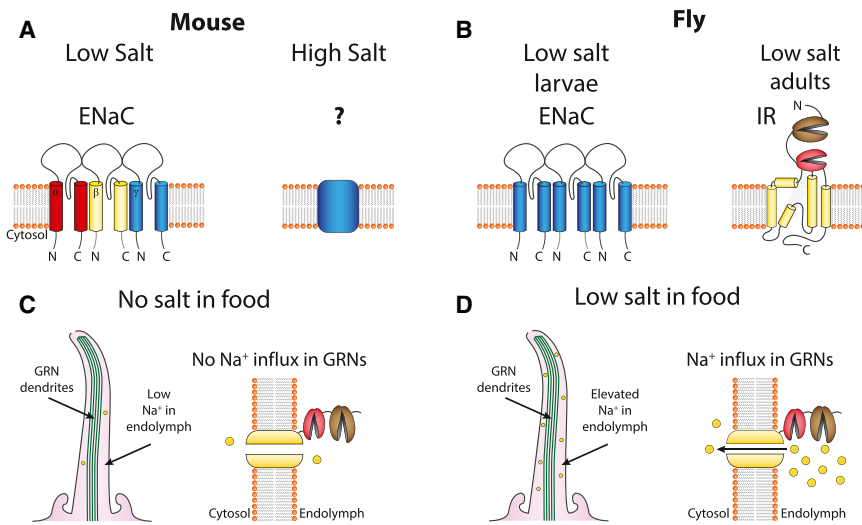 Mouse
A
Low Salt
High Salt
ENaC
?
α
β
γ
Cytosol
N
C
N
C
N
C
Fly
B
Low salt
larvae
ENaC
Low salt
adults
IR
N
N
C
N
C
N
C
C
C
No salt in food
GRN
dendrites
Low
Na⁺ in
endolymph
No Na⁺ influx in GRNs
Cytosol
Endolymph
D
Low salt in food
GRN
dendrites
Elevated
Na⁺ in
endolymph
Na⁺ influx in GRNs
Cytosol
Endolymph